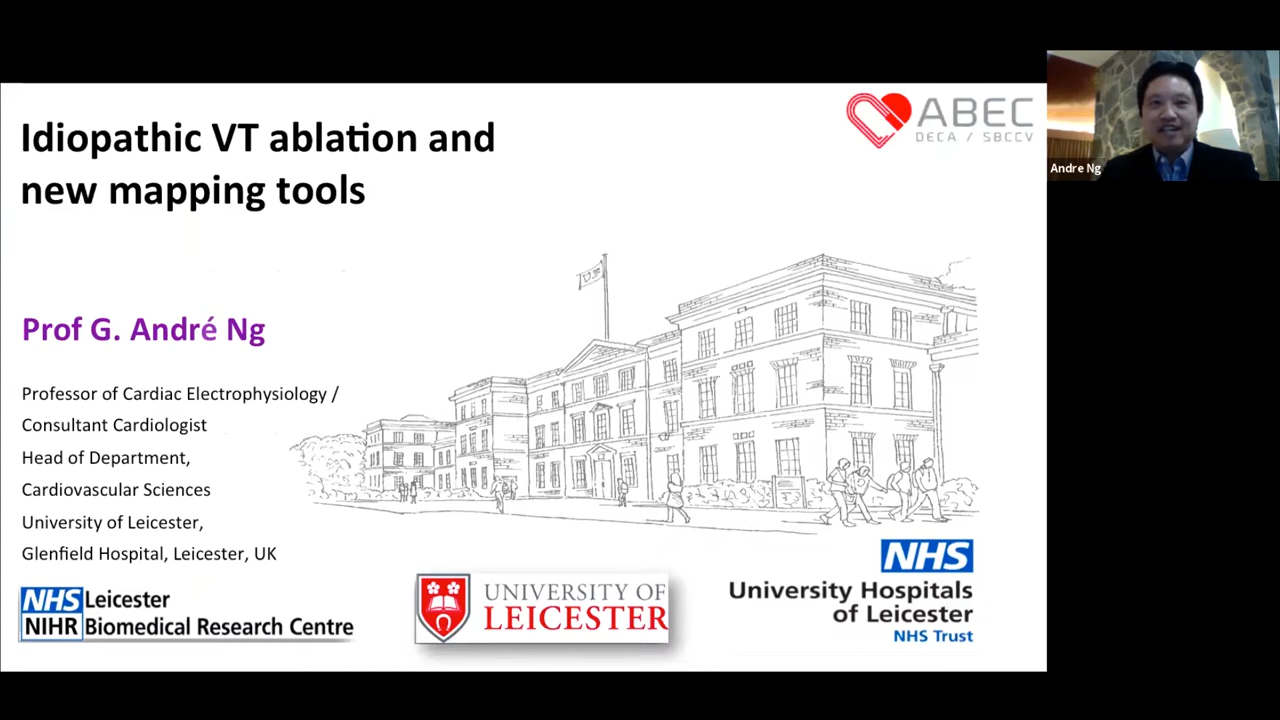 Idiopathic VT ablation and
new mapping tools
ABEC
DECA / SBCCV
Andre Ng
Prof G. André Ng
Professor of Cardiac Electrophysiology /
Consultant Cardiologist
Head of Department,
Cardiovascular Sciences
University of Leicester,
Glenfield Hospital, Leicester, UK
NHS Leicester
NIHR Biomedical Research Centre
UNIVERSITY OF
LEICESTER
NHS
University Hospitals
of Leicester
NHS Trust